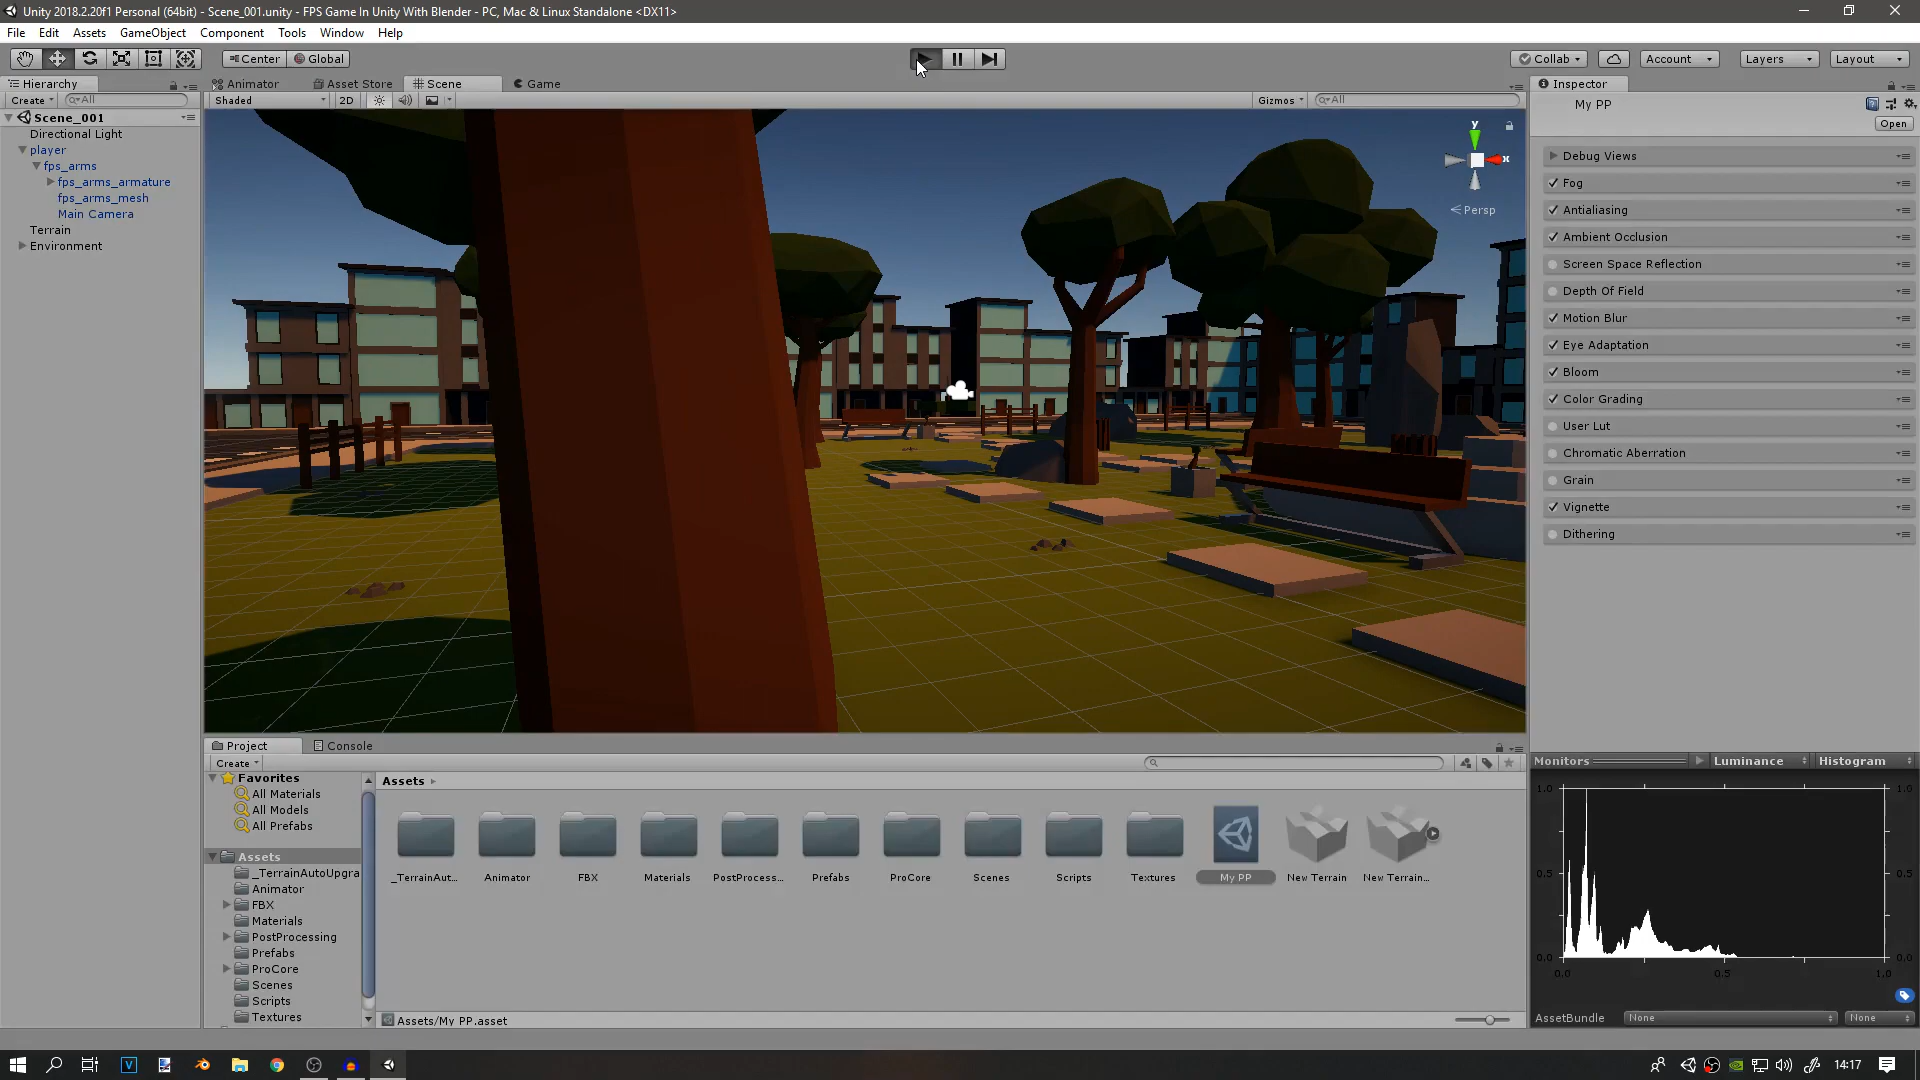 Unity 2018.2.20f1 Personal (64bit) - Scene_001.unity - FPS Game In Unity With Blender - PC, Mac & Linux Standalone <DX11>
File Edit Assets GameObject Component Tools Window Help
Center Global Collab Account Layers Layout
Hierarchy Animator Asset Store Scene Game Inspector
Create All Shaded 2D Gizmos All My PP
Open
Scene_001
Directional Light
player
fps_arms
fps_arms_armature
fps_arms_mesh
Main Camera
Terrain
Environment
y
x
Persp
Debug Views
Fog
Antialiasing
Ambient Occlusion
Screen Space Reflection
Depth Of Field
Motion Blur
Eye Adaptation
Bloom
Color Grading
User Lut
Chromatic Aberration
Grain
Vignette
Dithering
Project Console
Create
Favorites
All Materials
All Models
All Prefabs
Assets
_TerrainAutoUpgra
Animator
FBX
Materials
PostProcessing
Prefabs
ProCore
Scenes
Scripts
Textures
Assets
_TerrainAut... Animator FBX Materials PostProcess... Prefabs ProCore Scenes Scripts Textures My PP New Terrain New Terrain...
Assets/My PP.asset
Monitors Luminance Histogram
1.0 1.0
0.5 0.5
0.0 0.0
0.0 0.5 1.0
AssetBundle None None
14:17